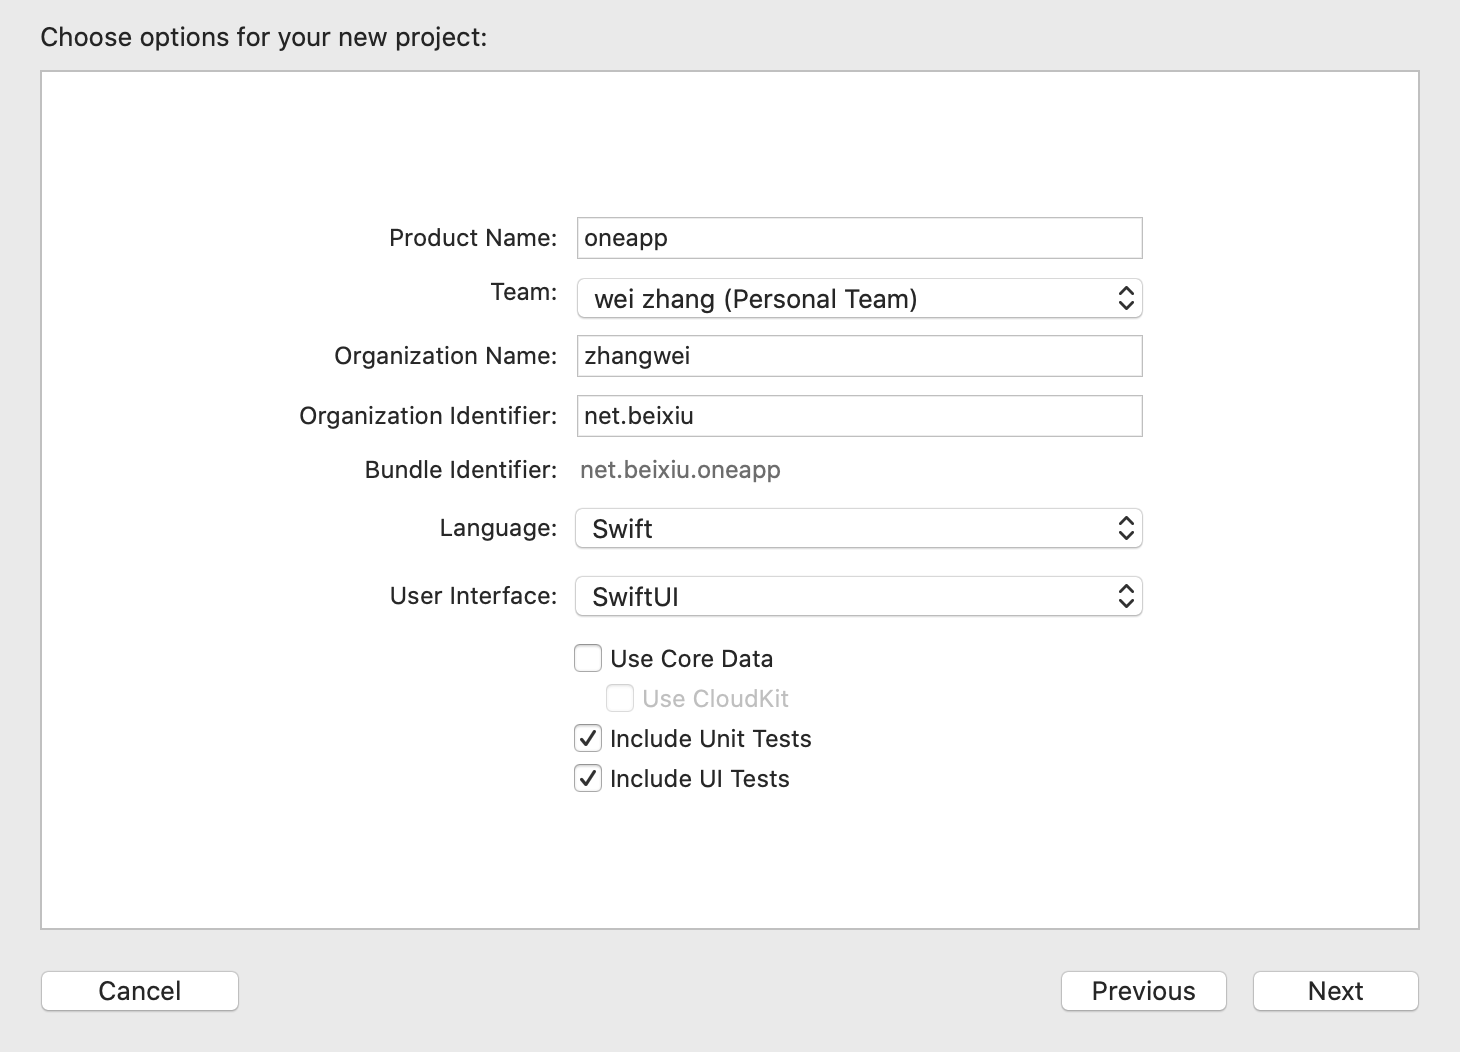 Choose options for your new project:
Product Name: oneapp
Team: wei zhang (Personal Team)
Organization Name: zhangwei
Organization Identifier: net.beixiu
Bundle Identifier: net.beixiu.oneapp
Language: Swift
User Interface: SwiftUI
Use Core Data
Use CloudKit
Include Unit Tests
Include UI Tests
Cancel Previous Next